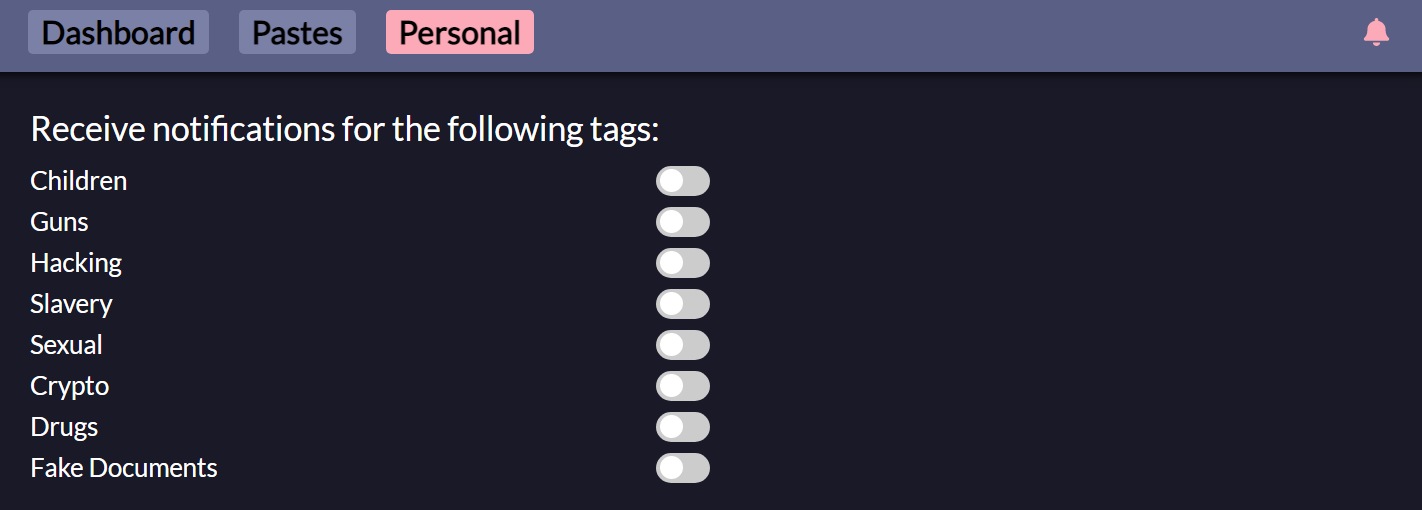 Dashboard Pastes Personal
Receive notifications for the following tags:
Children
Guns
Hacking
Slavery
Sexual
Crypto
Drugs
Fake Documents